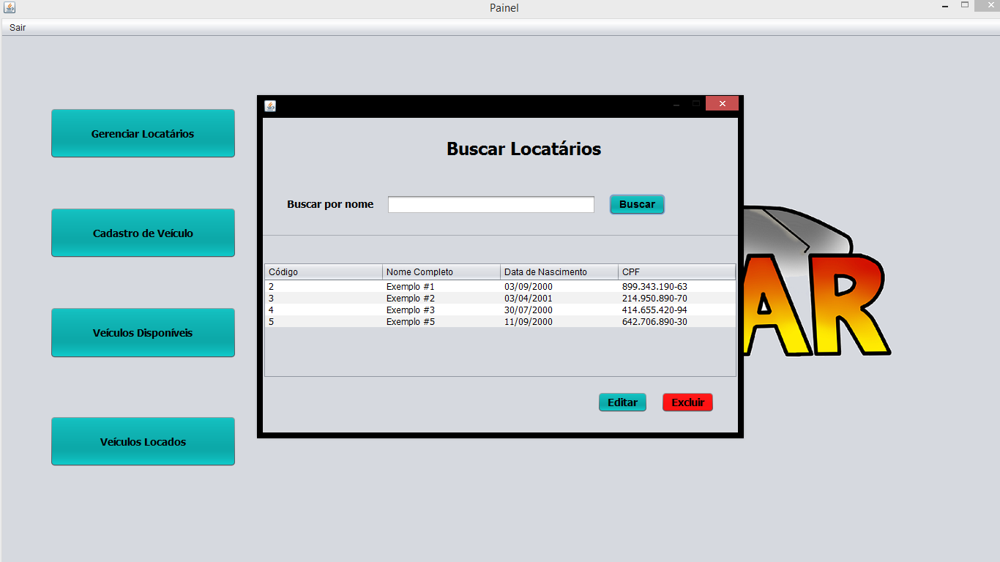 Painel
Sair
Gerenciar Locatários
Cadastro de Veículo
Veículos Disponíveis
Veículos Locados
Buscar Locatários
Buscar por nome Buscar
Código Nome Completo Data de Nascimento CPF
2 Exemplo #1 03/09/2000 899.343.190-63
3 Exemplo #2 03/04/2001 214.950.890-70
4 Exemplo #3 30/07/2000 414.655.420-94
5 Exemplo #5 11/09/2000 642.706.890-30
Editar Excluir
AR